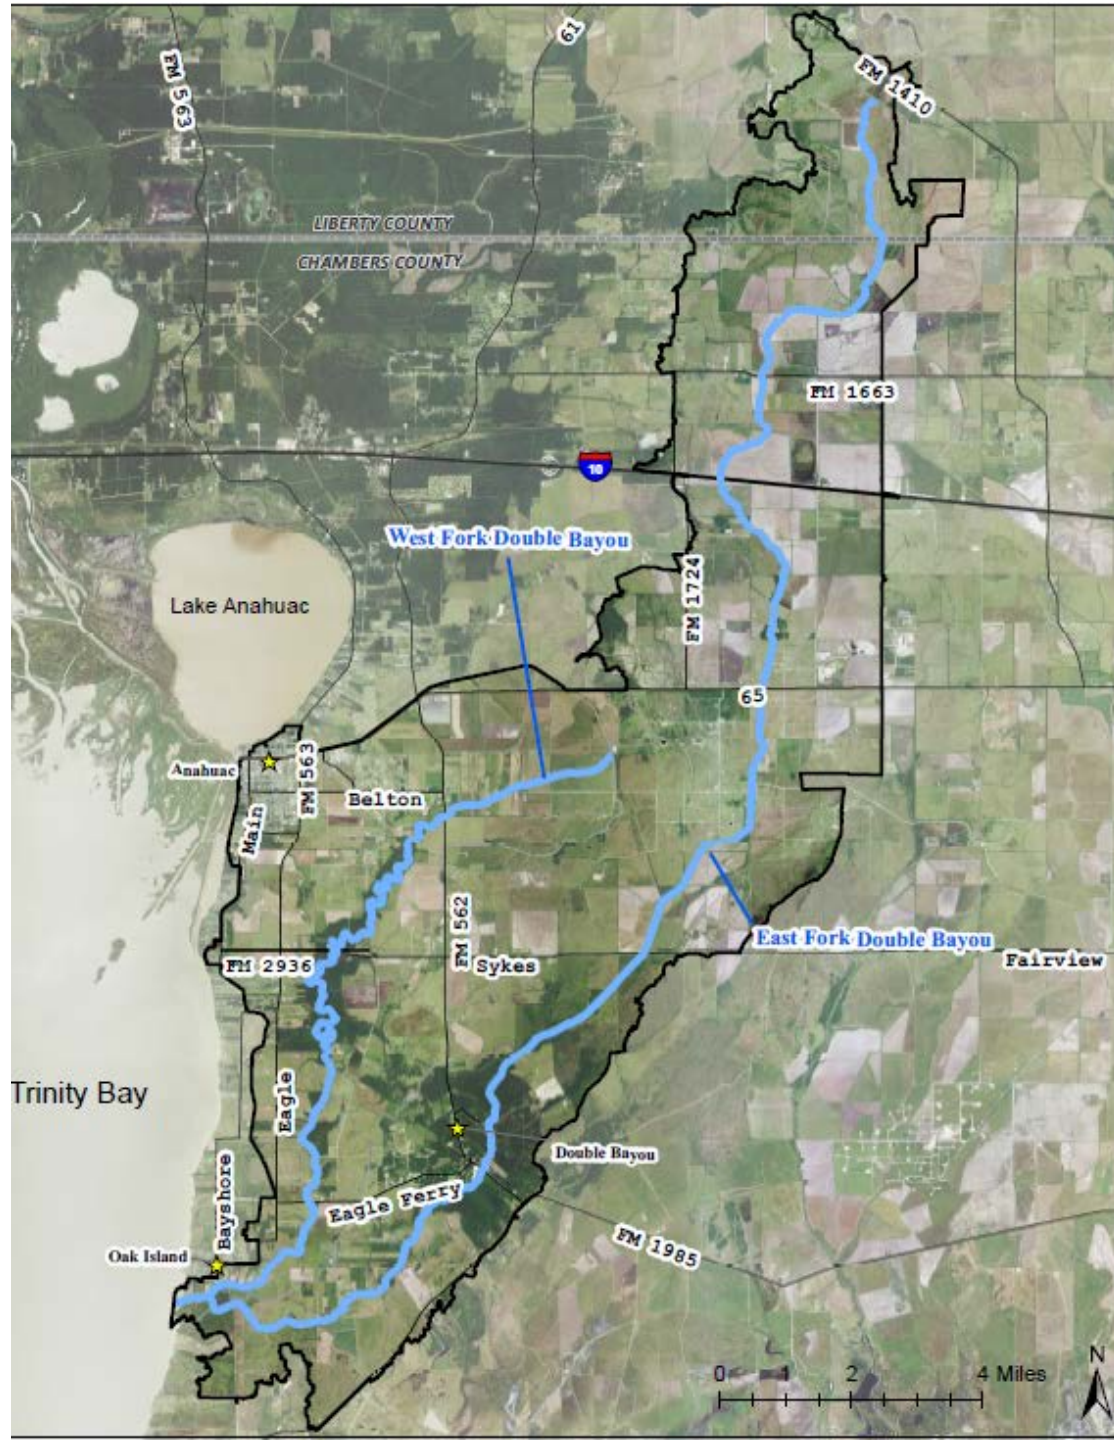 61
FM 563
FM 1410
LIBERTY COUNTY
CHAMBERS COUNTY
FM 1663
10
West Fork Double Bayou
Lake Anahuac
FM 1724
65
Anahuac
FM 563
Belton
Main
FM 562
East Fork Double Bayou
FM 2936
Sykes
Fairview
Trinity Bay
Eagle
Double Bayou
Bayshore
Eagle Ferry
Oak Island
FM 1985
0 1 2 4 Miles
N